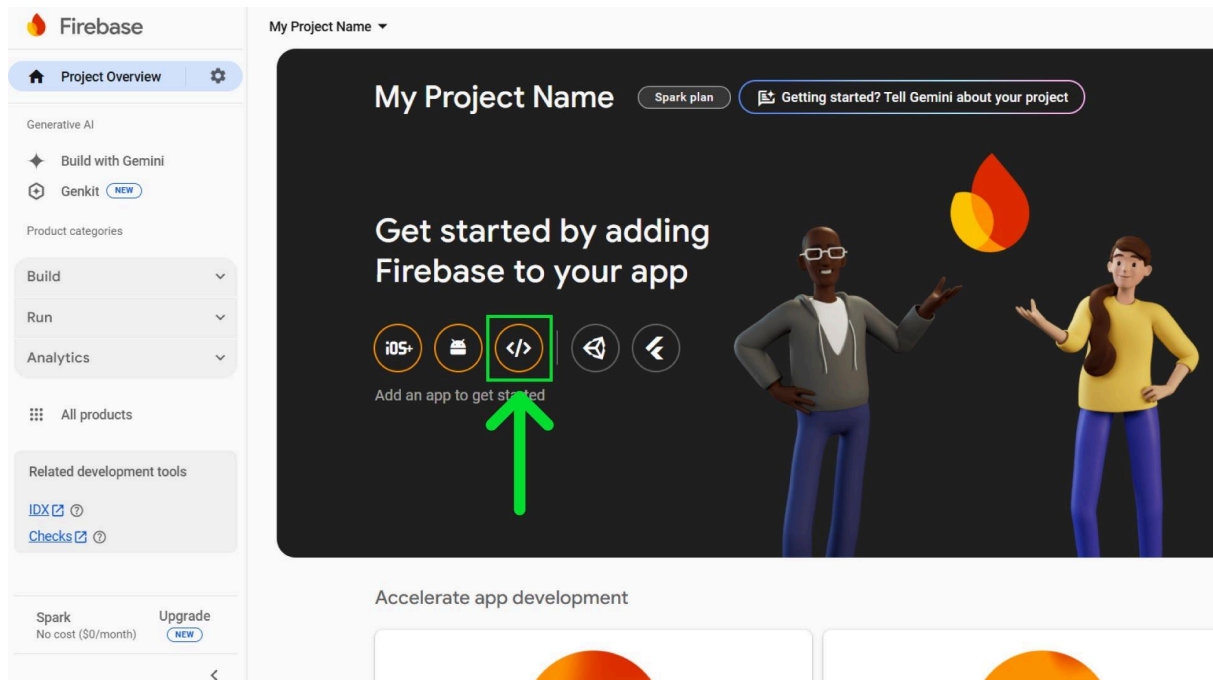 Firebase
My Project Name
Project Overview
Generative AI
Build with Gemini
Genkit NEW
Product categories
Build
Run
Analytics
All products
Related development tools
IDX
Checks
Spark
No cost ($0/month)
Upgrade
NEW
My Project Name
Spark plan
Getting started? Tell Gemini about your project
Get started by adding
Firebase to your app
iOS+
</>
Add an app to get started
Accelerate app development